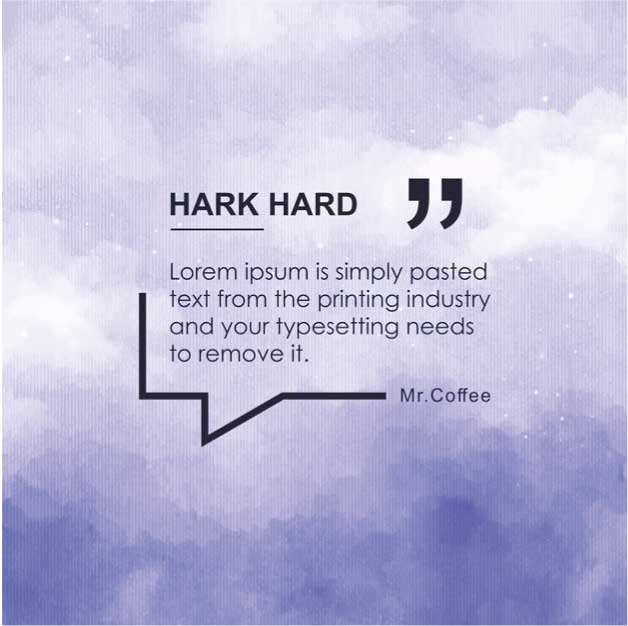 HARK HARD
”
Lorem ipsum is simply pasted
text from the printing industry
and your typesetting needs
to remove it.
Mr.Coffee